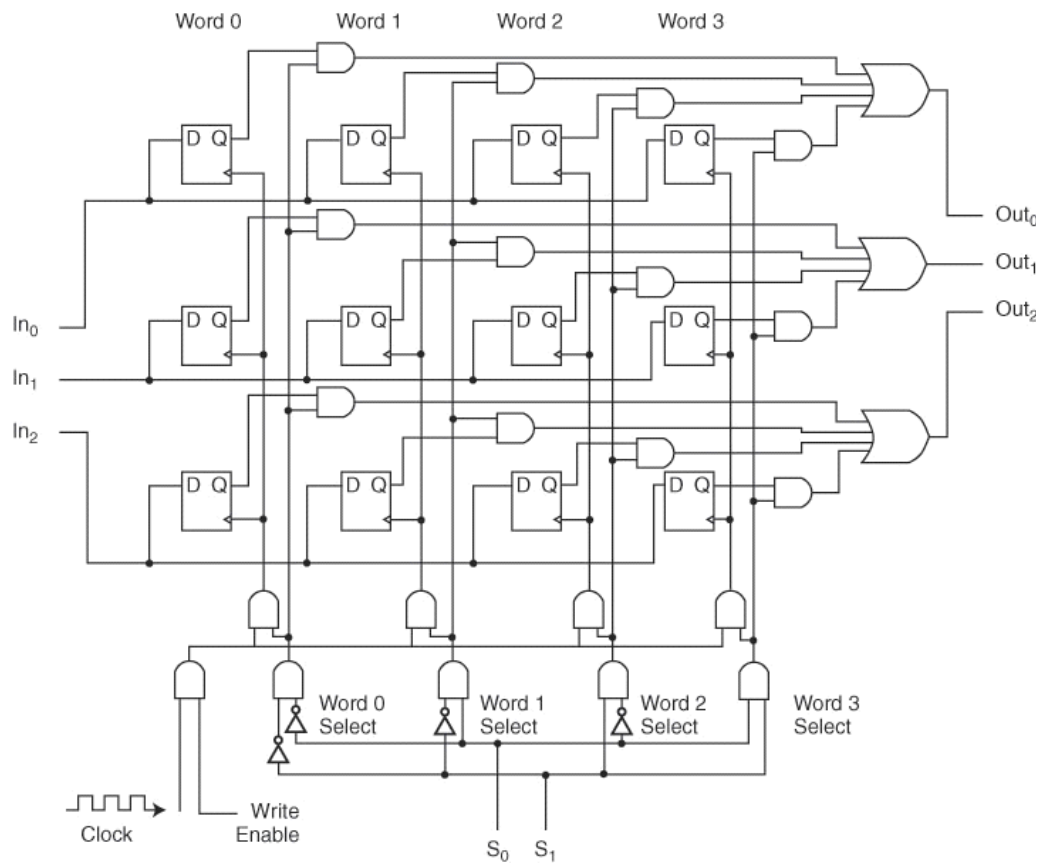 Word 0 Word 1 Word 2 Word 3
D Q D Q D Q D Q
Out₀
Out₁
In₀
D Q D Q D Q D Q
Out₂
In₁
In₂
D Q D Q D Q D Q
Word 0 Select
Word 1 Select
Word 2 Select
Word 3 Select
Clock
Write Enable
S₀ S₁